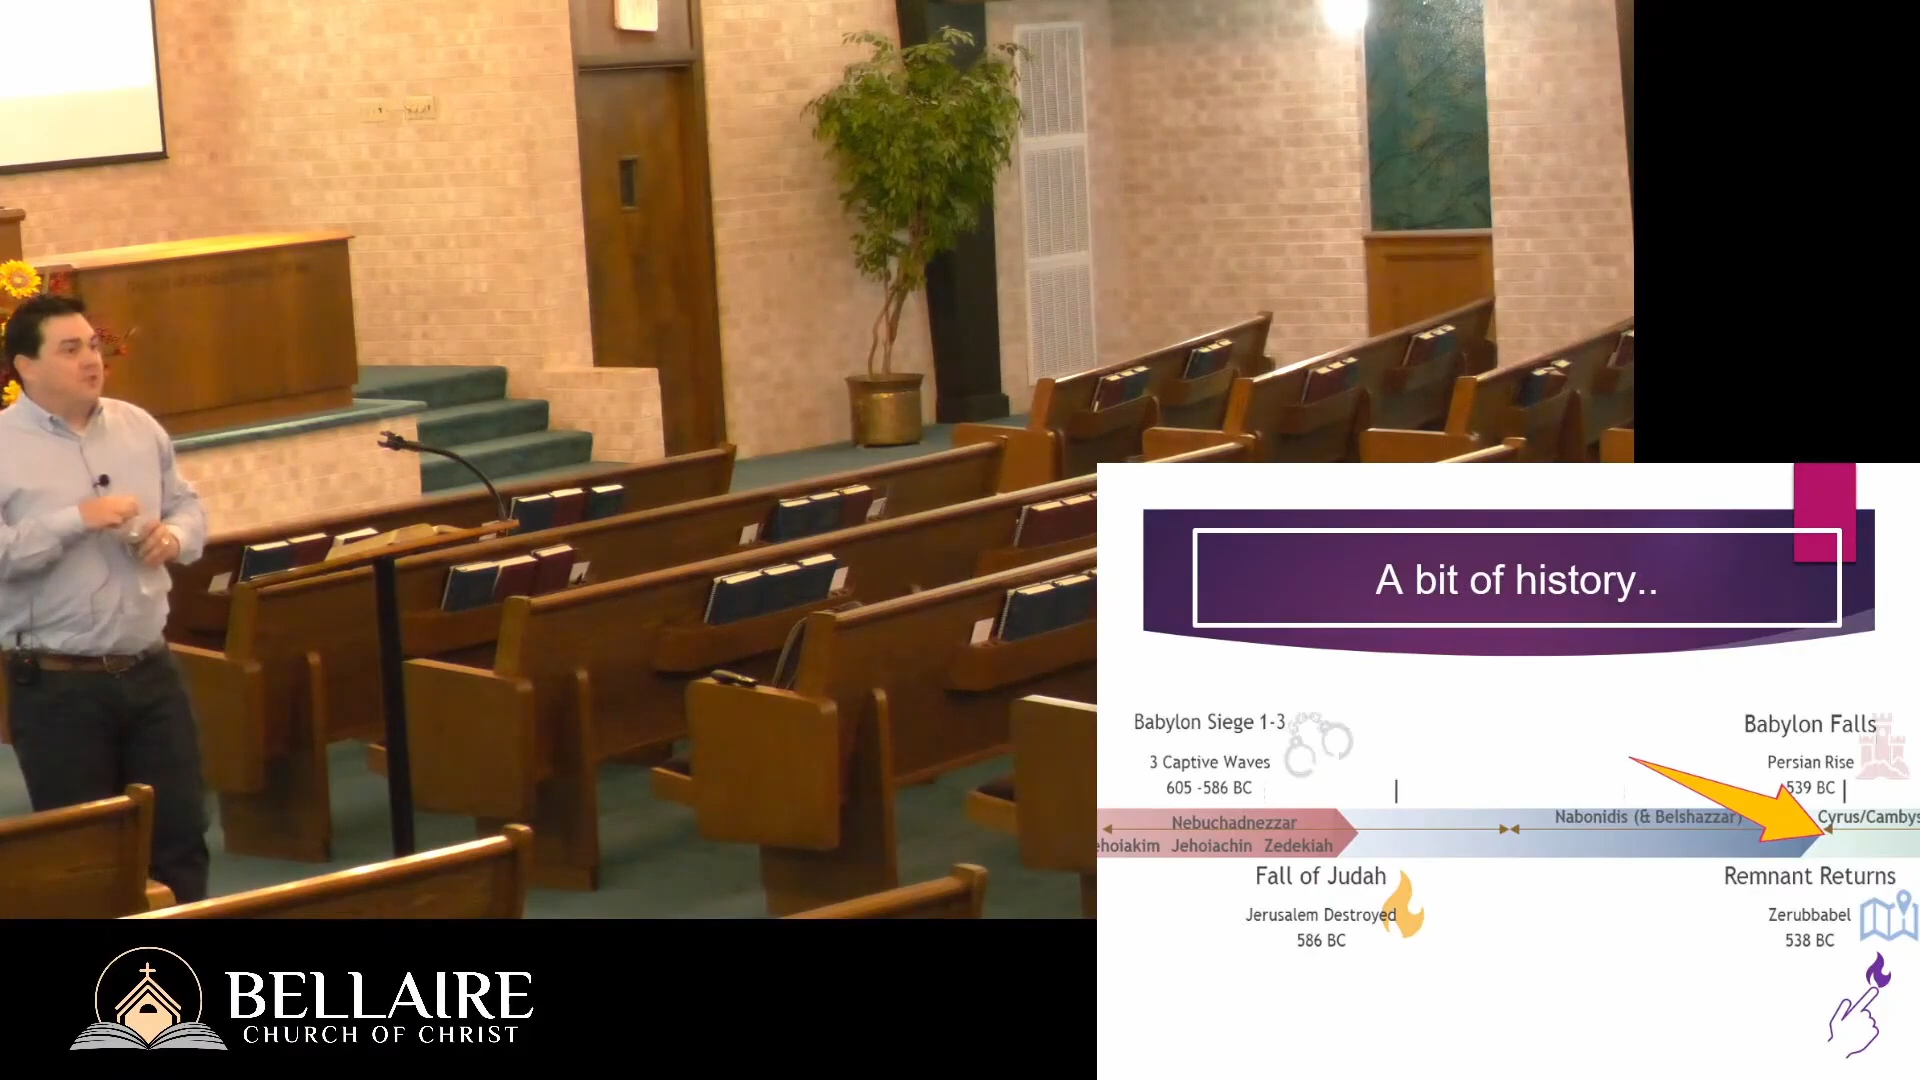 A bit of history..
Babylon Siege 1-3
3 Captive Waves
605 -586 BC
Babylon Falls
Persian Rise
539 BC
Nebuchadnezzar
ehoiakim Jehoiachin Zedekiah
Nabonidis (& Belshazzar)
Cyrus/Cambys
Fall of Judah
Jerusalem Destroyed
586 BC
Remnant Returns
Zerubbabel
538 BC
BELLAIRE
CHURCH OF CHRIST